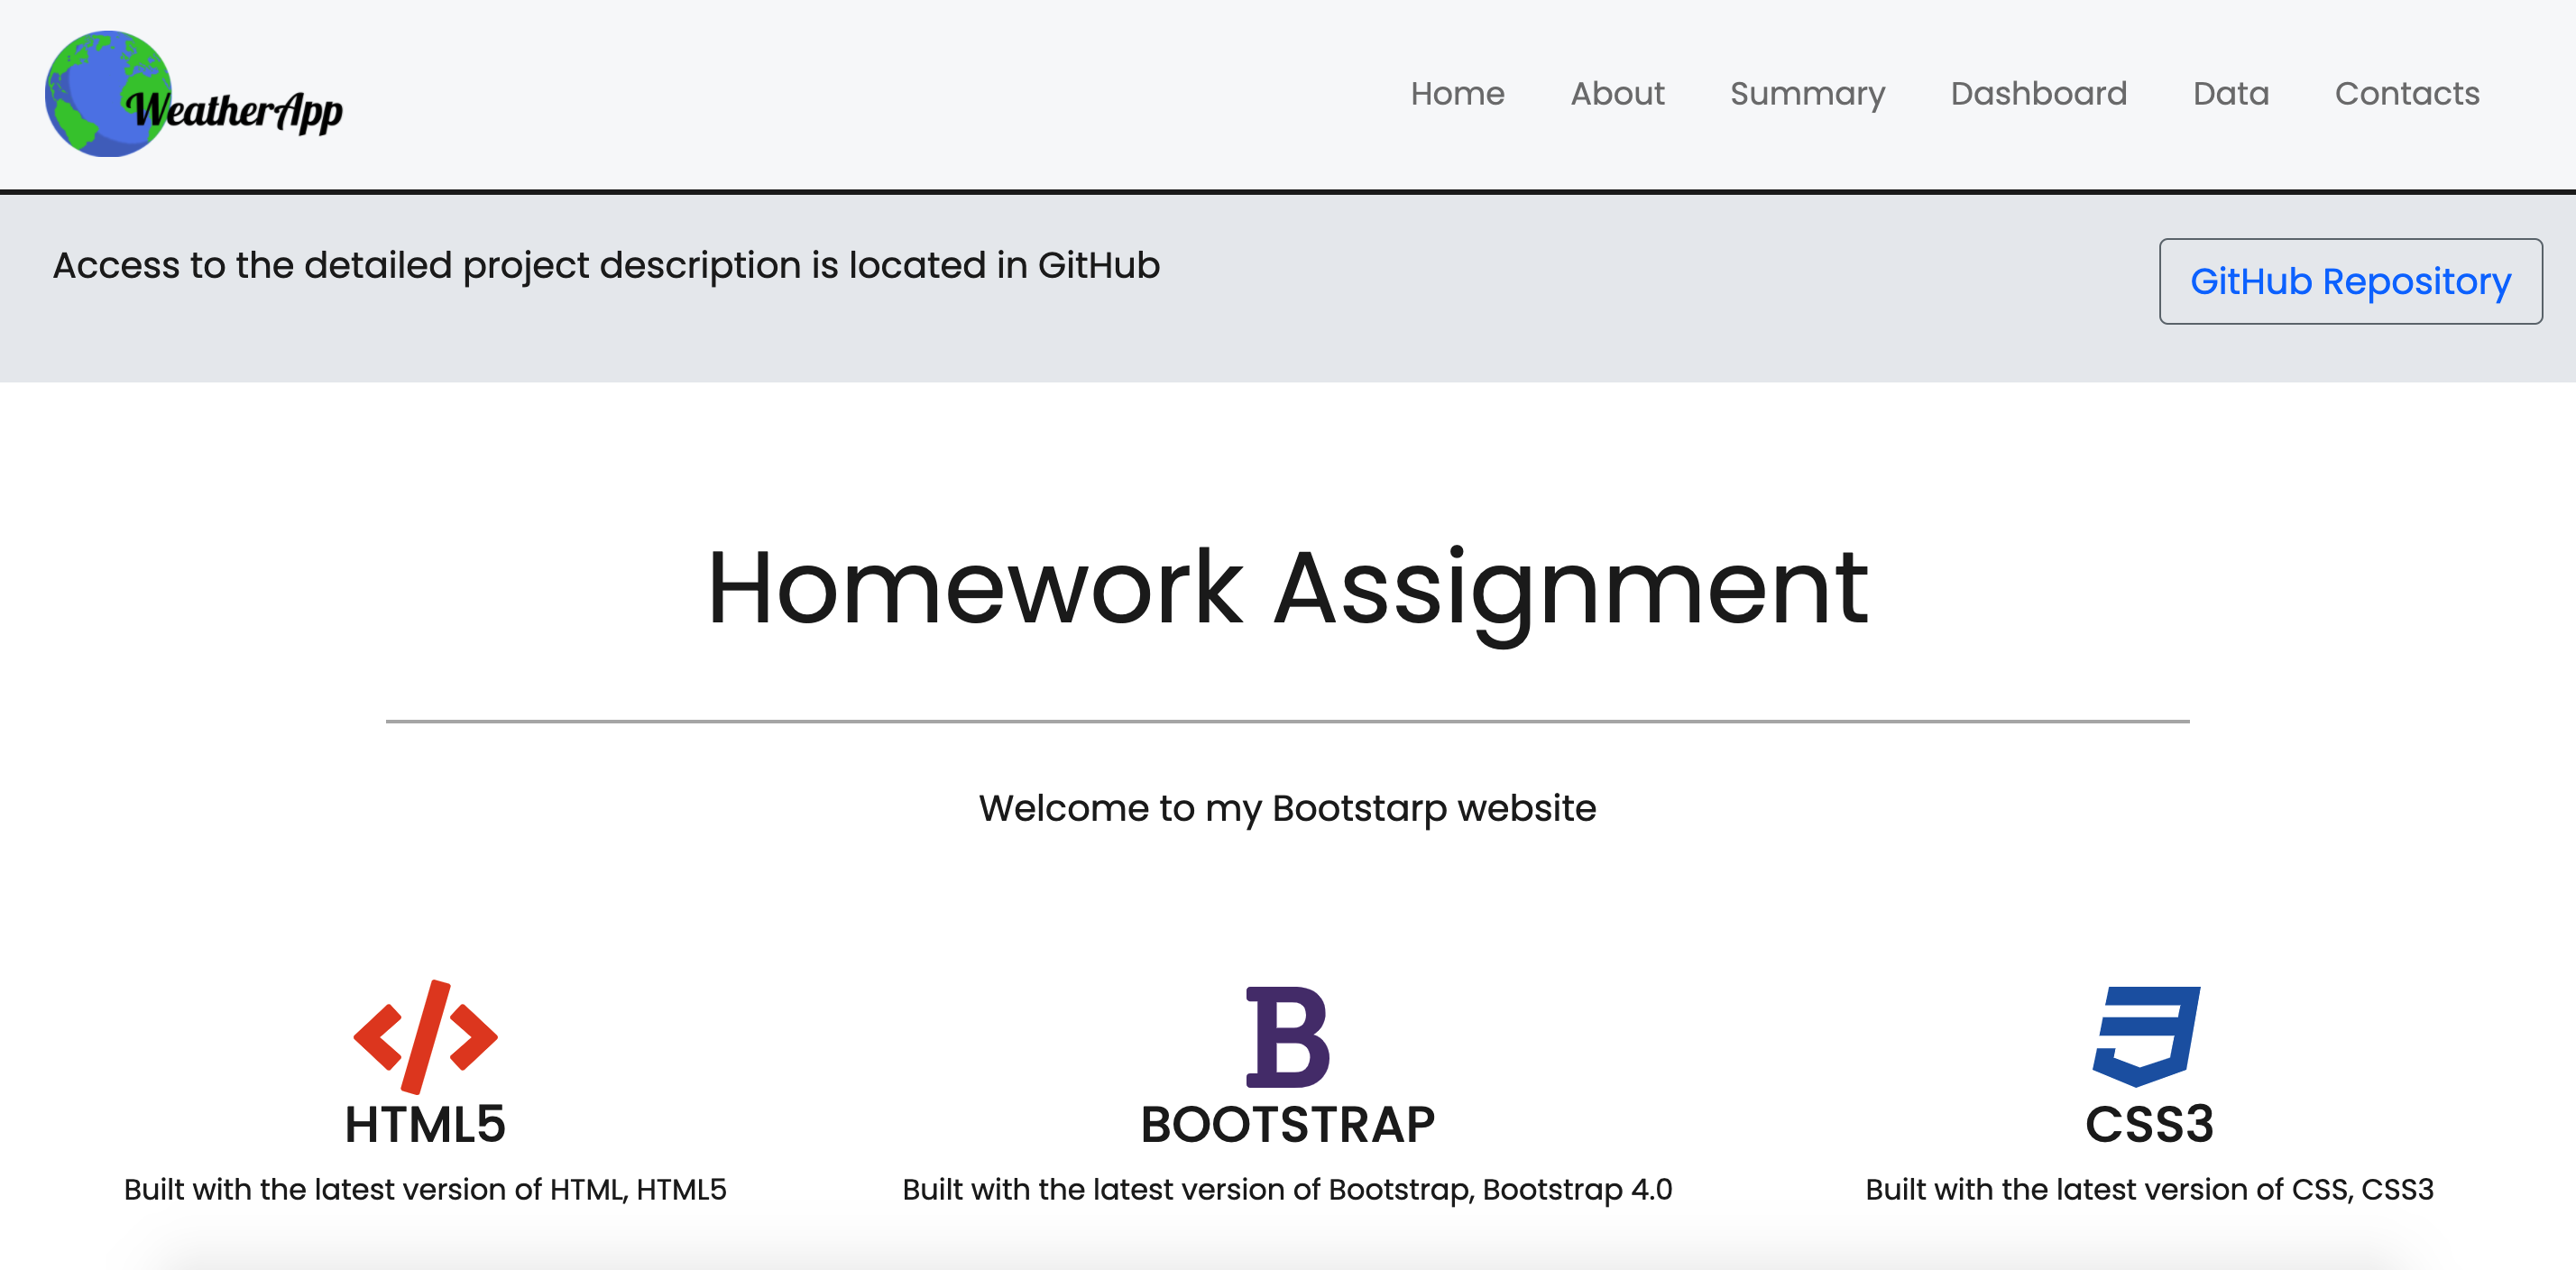 WeatherApp
Home About Summary Dashboard Data Contacts
Access to the detailed project description is located in GitHub
GitHub Repository
Homework Assignment
Welcome to my Bootstarp website
HTML5
Built with the latest version of HTML, HTML5
B
BOOTSTRAP
Built with the latest version of Bootstrap, Bootstrap 4.0
CSS3
Built with the latest version of CSS, CSS3